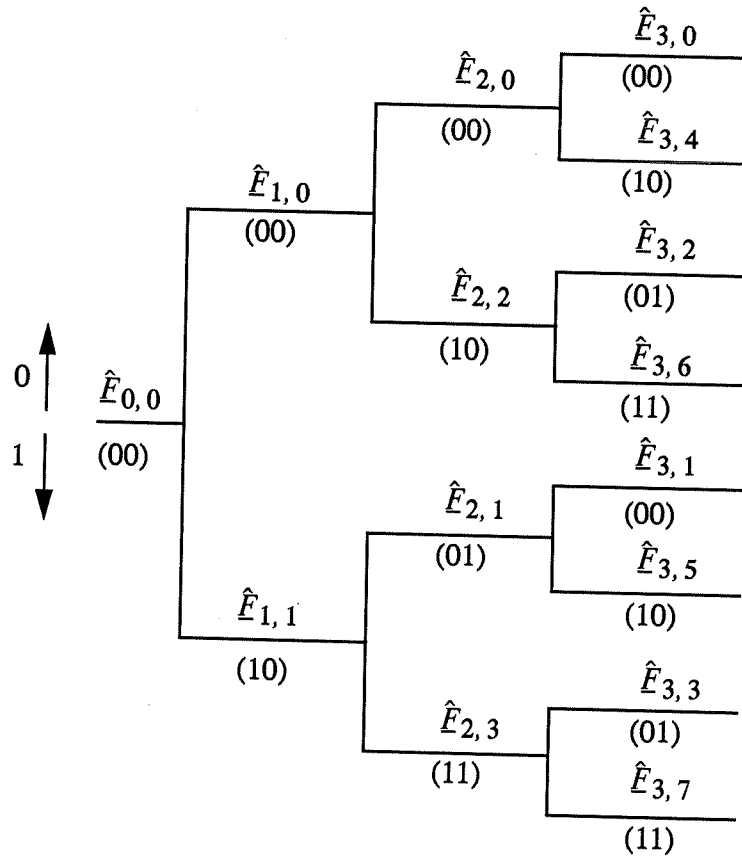 F̲̂3, 0
F̲̂2, 0
(00)
(00)
F̲̂3, 4
(10)
F̲̂1, 0
(00)
F̲̂3, 2
F̲̂2, 2
(01)
(10)
F̲̂3, 6
(11)
0
F̲̂0, 0
1
(00)
F̲̂3, 1
F̲̂2, 1
(00)
(01)
F̲̂3, 5
F̲̂1, 1
(10)
(10)
F̲̂3, 3
F̲̂2, 3
(01)
(11)
F̲̂3, 7
(11)